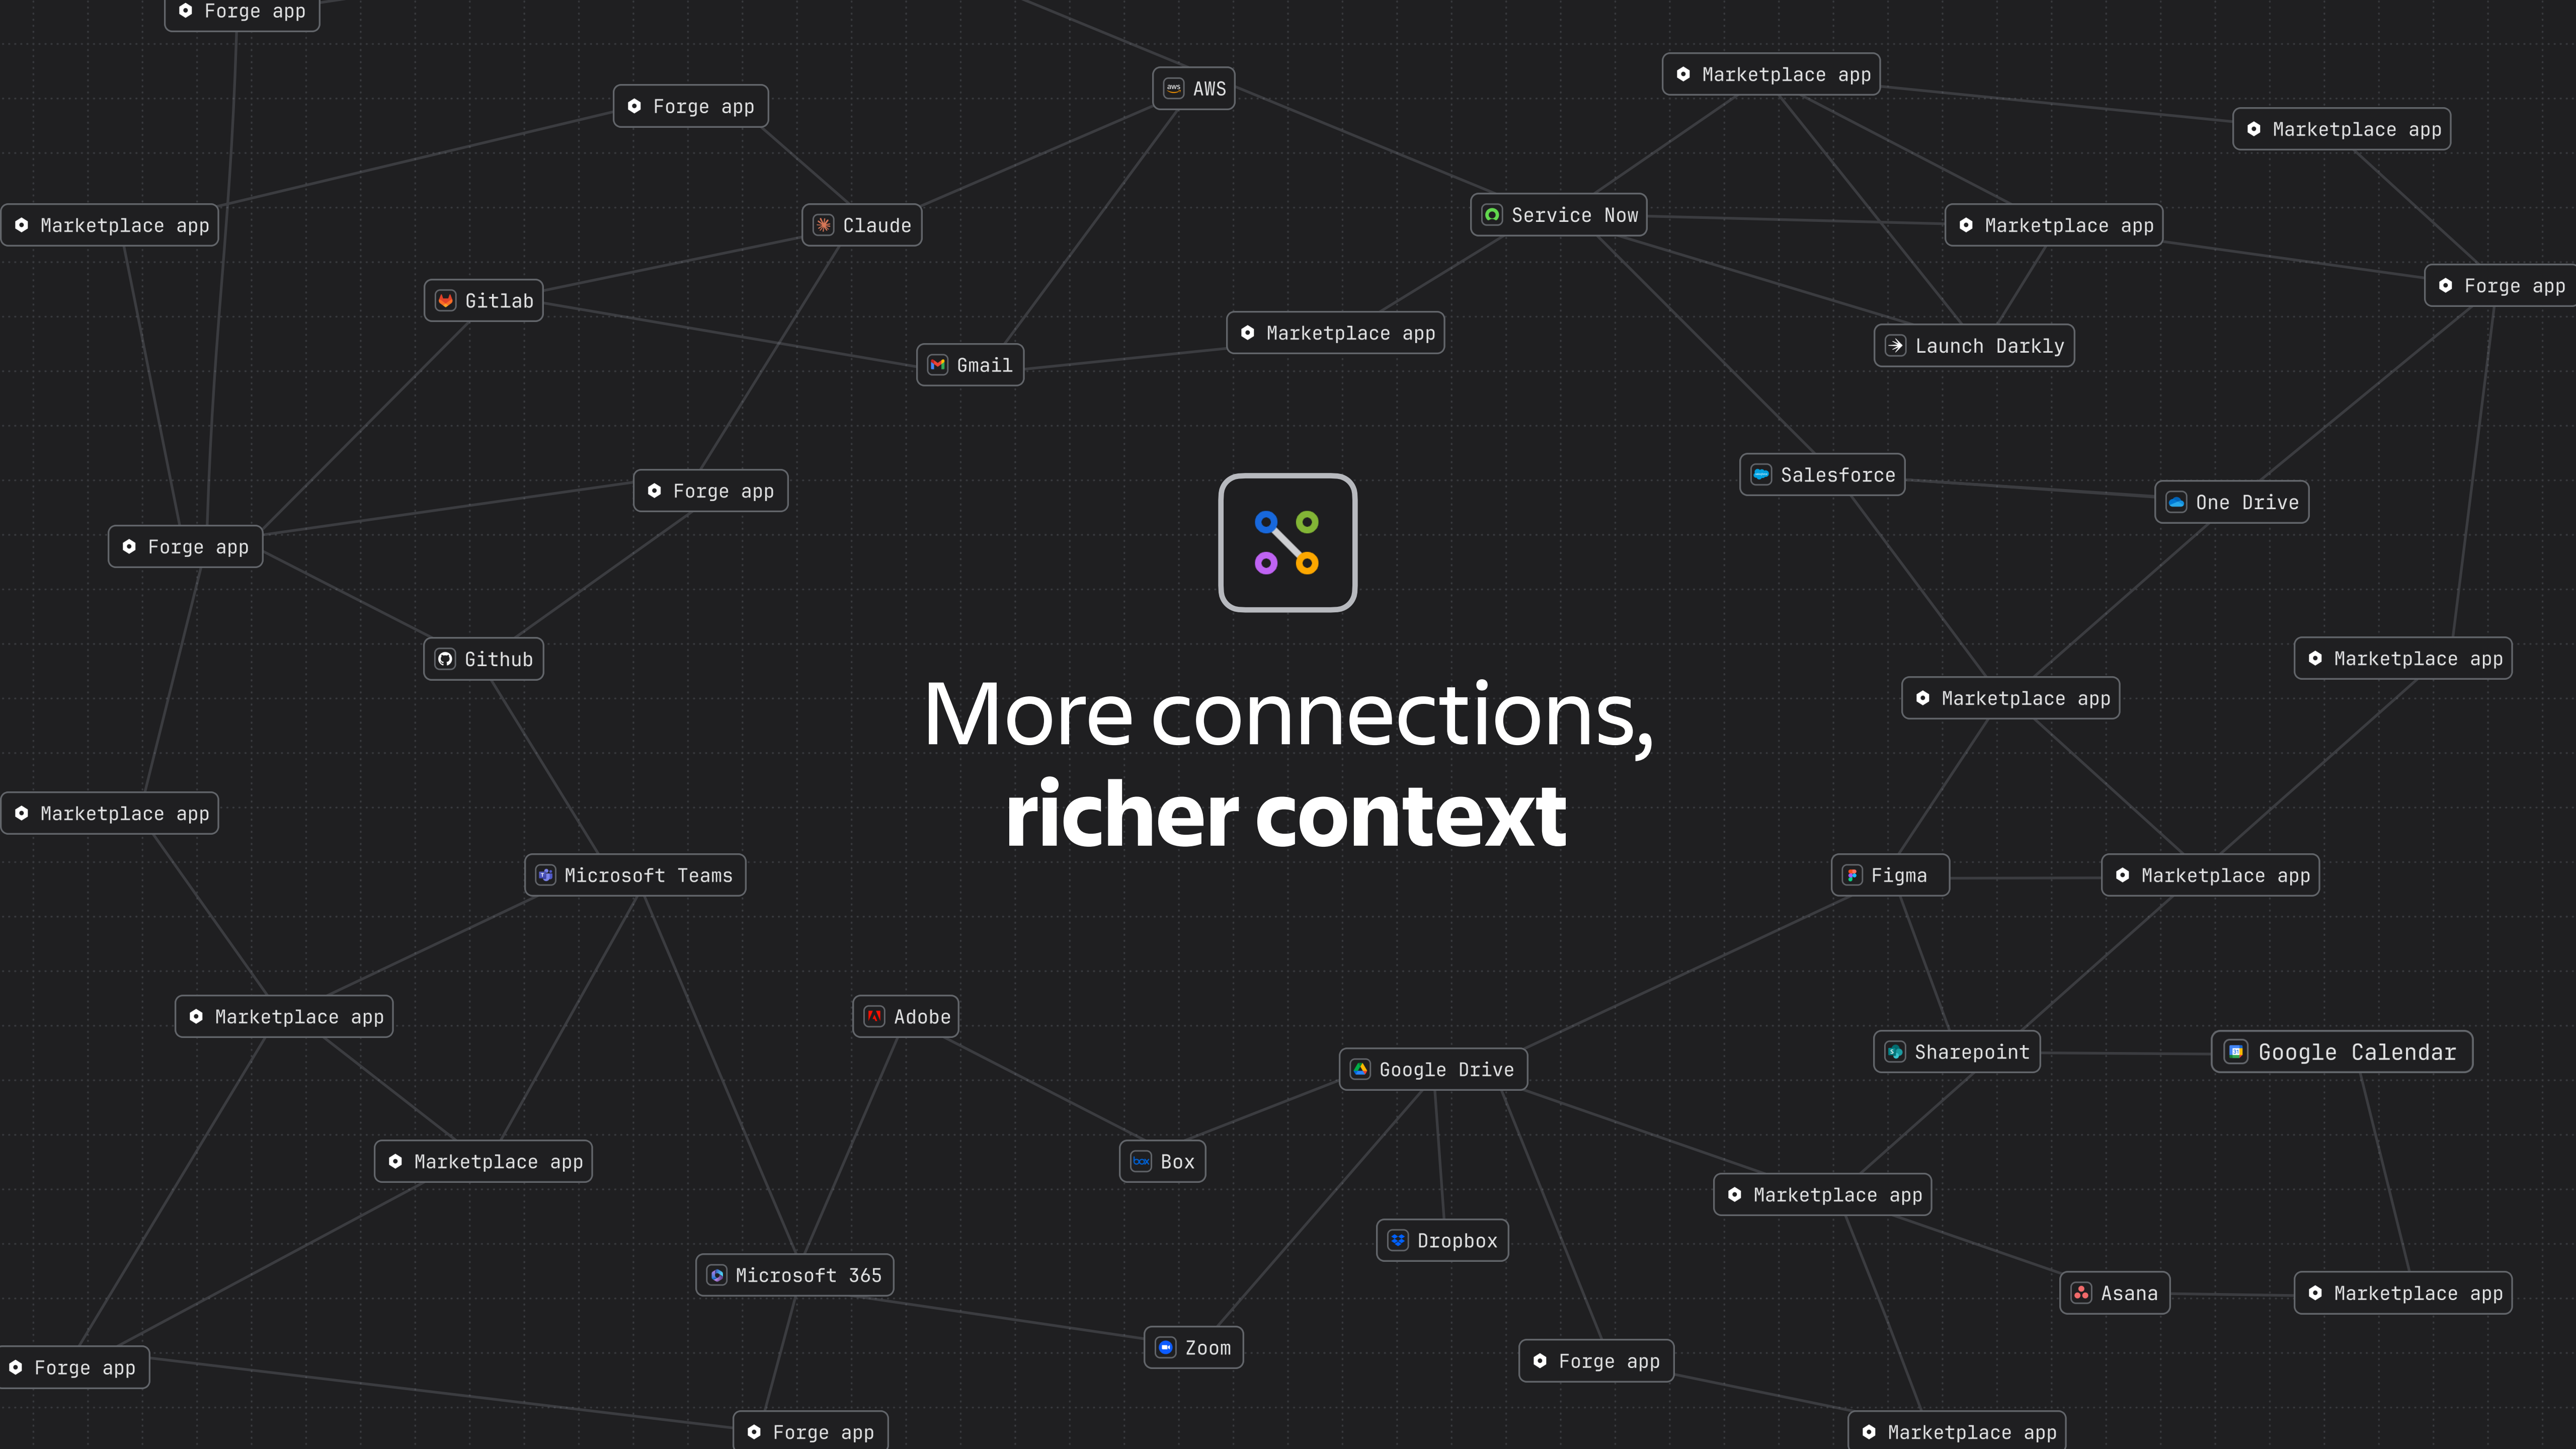 Forge app
Marketplace app
AWS
Forge app
Marketplace app
Service Now
Marketplace app
Claude
Marketplace app
Forge app
Gitlab
Marketplace app
Launch Darkly
Gmail
Salesforce
Forge app
One Drive
Forge app
Github
Marketplace app
Marketplace app
More connections,
richer context
Marketplace app
Microsoft Teams
Figma
Marketplace app
Marketplace app
Adobe
Sharepoint
Google Calendar
Google Drive
Marketplace app
Box
Marketplace app
Dropbox
Microsoft 365
Asana
Marketplace app
Zoom
Forge app
Forge app
Forge app
Marketplace app